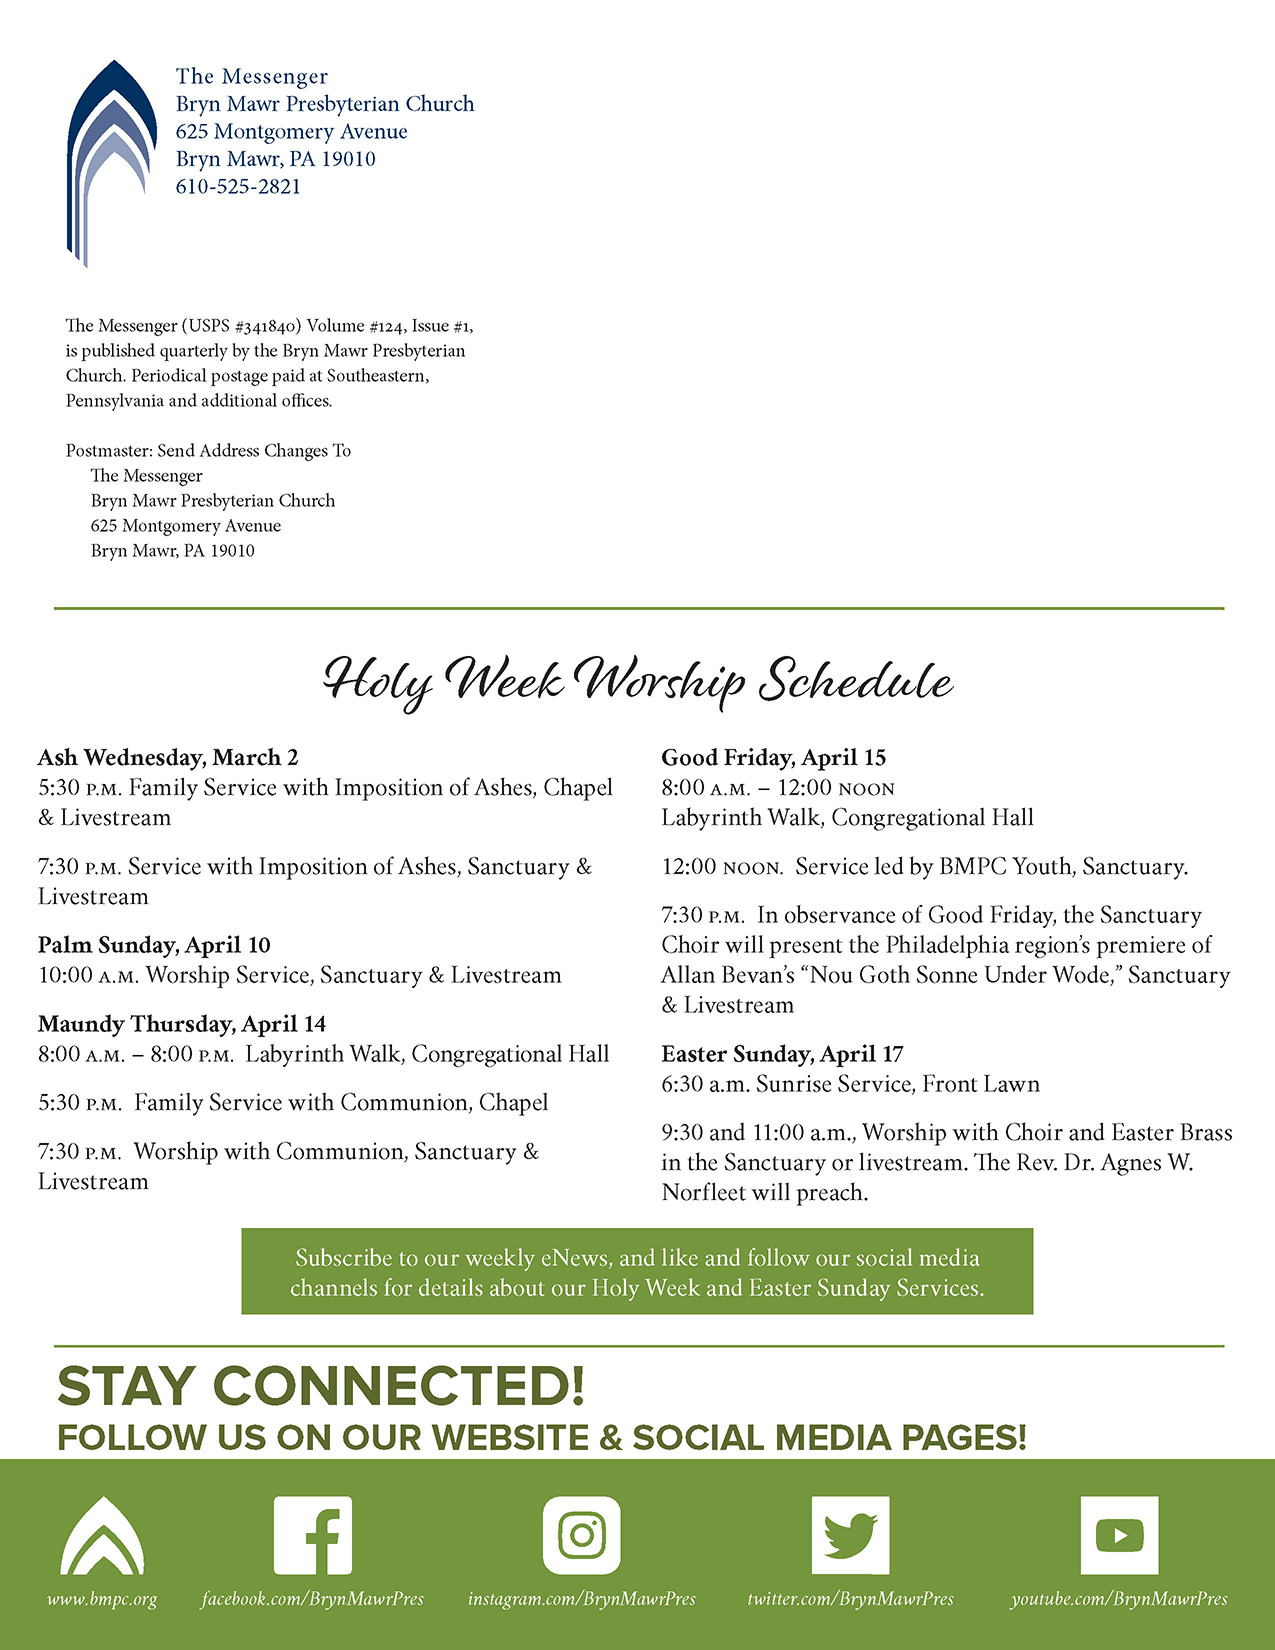 The Messenger
Bryn Mawr Presbyterian Church
625 Montgomery Avenue
Bryn Mawr, PA 19010
610-525-2821
The Messenger (USPS #341840) Volume #124, Issue #1,
is published quarterly by the Bryn Mawr Presbyterian
Church. Periodical postage paid at Southeastern,
Pennsylvania and additional offices.
Postmaster: Send Address Changes To
The Messenger
Bryn Mawr Presbyterian Church
625 Montgomery Avenue
Bryn Mawr, PA 19010
Holy Week Worship Schedule
Ash Wednesday, March 2
5:30 P.M. Family Service with Imposition of Ashes, Chapel
& Livestream
7:30 P.M. Service with Imposition of Ashes, Sanctuary &
Livestream
Palm Sunday, April 10
10:00 A.M. Worship Service, Sanctuary & Livestream
Maundy Thursday, April 14
8:00 A.M. – 8:00 P.M. Labyrinth Walk, Congregational Hall
5:30 P.M. Family Service with Communion, Chapel
7:30 P.M. Worship with Communion, Sanctuary &
Livestream
Good Friday, April 15
8:00 A.M. – 12:00 NOON
Labyrinth Walk, Congregational Hall
12:00 NOON. Service led by BMPC Youth, Sanctuary.
7:30 P.M. In observance of Good Friday, the Sanctuary
Choir will present the Philadelphia region’s premiere of
Allan Bevan’s “Nou Goth Sonne Under Wode,” Sanctuary
& Livestream
Easter Sunday, April 17
6:30 a.m. Sunrise Service, Front Lawn
9:30 and 11:00 a.m., Worship with Choir and Easter Brass
in the Sanctuary or livestream. The Rev. Dr. Agnes W.
Norfleet will preach.
Subscribe to our weekly eNews, and like and follow our social media
channels for details about our Holy Week and Easter Sunday Services.
STAY CONNECTED!
FOLLOW US ON OUR WEBSITE & SOCIAL MEDIA PAGES!
www.bmpc.org
facebook.com/BrynMawrPres
instagram.com/BrynMawrPres
twitter.com/BrynMawrPres
youtube.com/BrynMawrPres